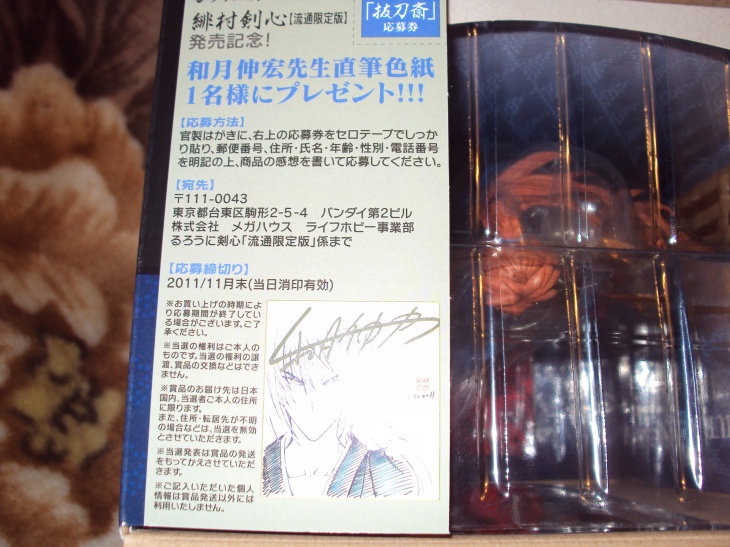 緋村剣心【流通限定版】
発売記念!
「抜刀斎」
応募券
和月伸宏先生直筆色紙
1名様にプレゼント!!!
【応募方法】
官製はがきに、右上の応募券をセロテープでしっか
り貼り、郵便番号、住所・氏名・年齢・性別・電話番号
を明記の上、商品の感想を書いて応募してください。
【宛先】
〒111-0043
東京都台東区駒形2-5-4 バンダイ第2ビル
株式会社 メガハウス ライフホビー事業部
るろうに剣心「流通限定版」係まで
【応募締切り】
2011/11月末(当日消印有効)
※お買い上げの時期によ
り応募期間が終了してい
る場合がございます。ご了
承ください。
※当選の権利はご本人の
ものです。当選の権利の譲
渡、賞品の交換などはでき
ません。
※賞品のお届け先は日本
国内、当選者ご本人の住所
に限ります。
また、住所・転居先が不明
の場合などは、当選を無効
とさせていただきます。
※当選発表は賞品の発送
をもってかえさせていただ
きます。
※ご記入いただいた個人
情報は賞品発送以外には
利用いたしません。